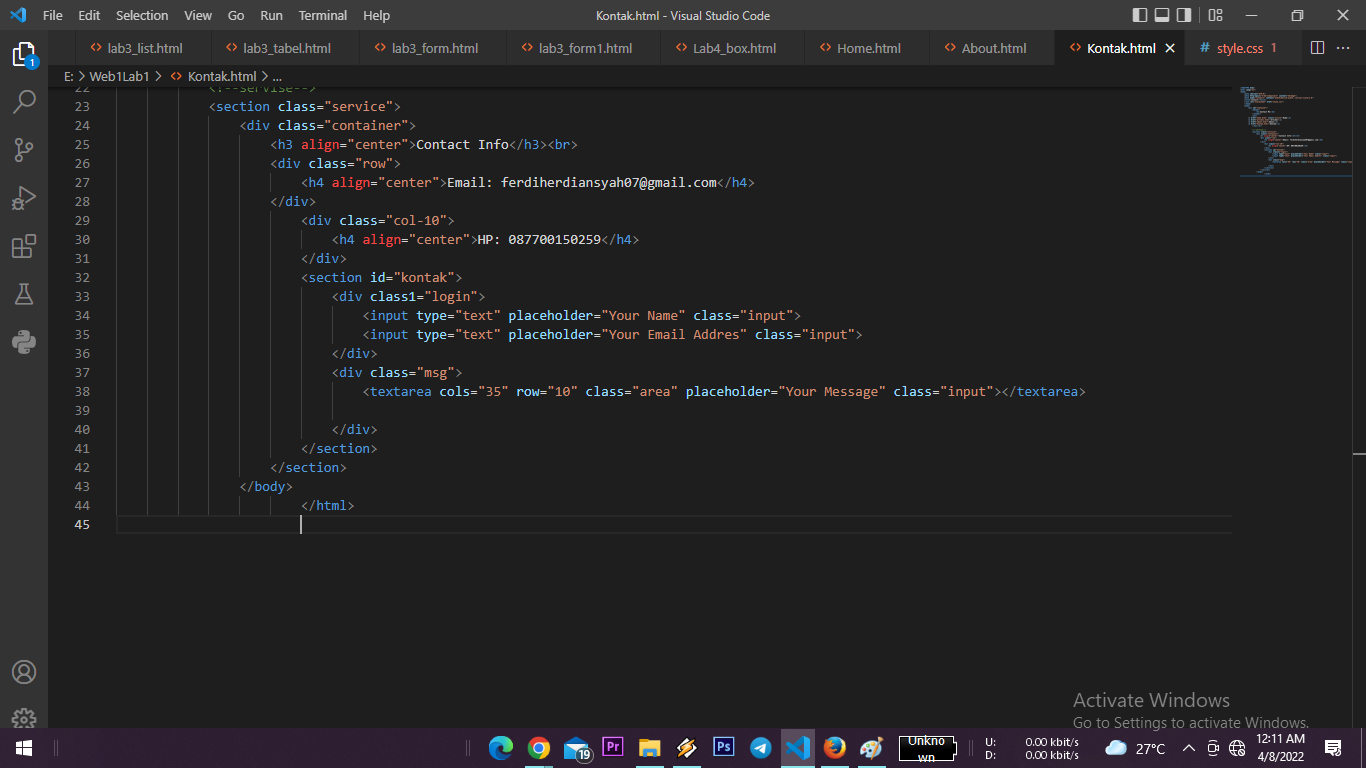 File Edit Selection View Go Run Terminal Help Kontak.html - Visual Studio Code
lab3_list.html lab3_tabel.html lab3_form.html lab3_form1.html Lab4_box.html Home.html About.html Kontak.html style.css 1
1
E: > Web1Lab1 > Kontak.html > ...
22 <!--servise-->
23 <section class="service">
24 <div class="container">
25 <h3 align="center">Contact Info</h3><br>
26 <div class="row">
27 <h4 align="center">Email: ferdiherdiansyah07@gmail.com</h4>
28 </div>
29 <div class="col-10">
30 <h4 align="center">HP: 087700150259</h4>
31 </div>
32 <section id="kontak">
33 <div class1="login">
34 <input type="text" placeholder="Your Name" class="input">
35 <input type="text" placeholder="Your Email Addres" class="input">
36 </div>
37 <div class="msg">
38 <textarea cols="35" row="10" class="area" placeholder="Your Message" class="input"></textarea>
39
40 </div>
41 </section>
42 </section>
43 </body>
44 </html>
45
Activate Windows
Go to Settings to activate Windows.
19 Pr Ps Unkno
wn
U: 0.00 kbit/s
D: 0.00 kbit/s
27°C
12:11 AM
4/8/2022